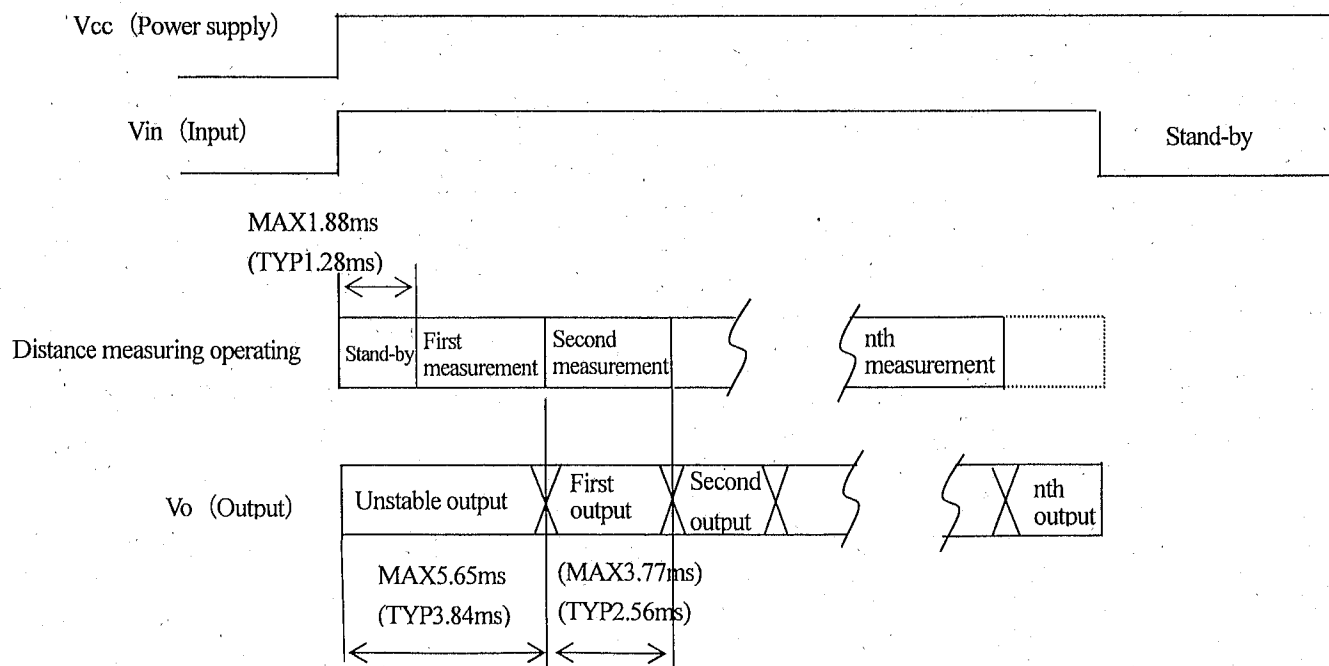 Vcc (Power supply)
Vin (Input)
Stand-by
MAX1.88ms
(TYP1.28ms)
Distance measuring operating
Stand-by
First
measurement
Second
measurement
nth
measurement
Vo (Output)
Unstable output
First
output
Second
output
nth
output
MAX5.65ms
(TYP3.84ms)
(MAX3.77ms)
(TYP2.56ms)